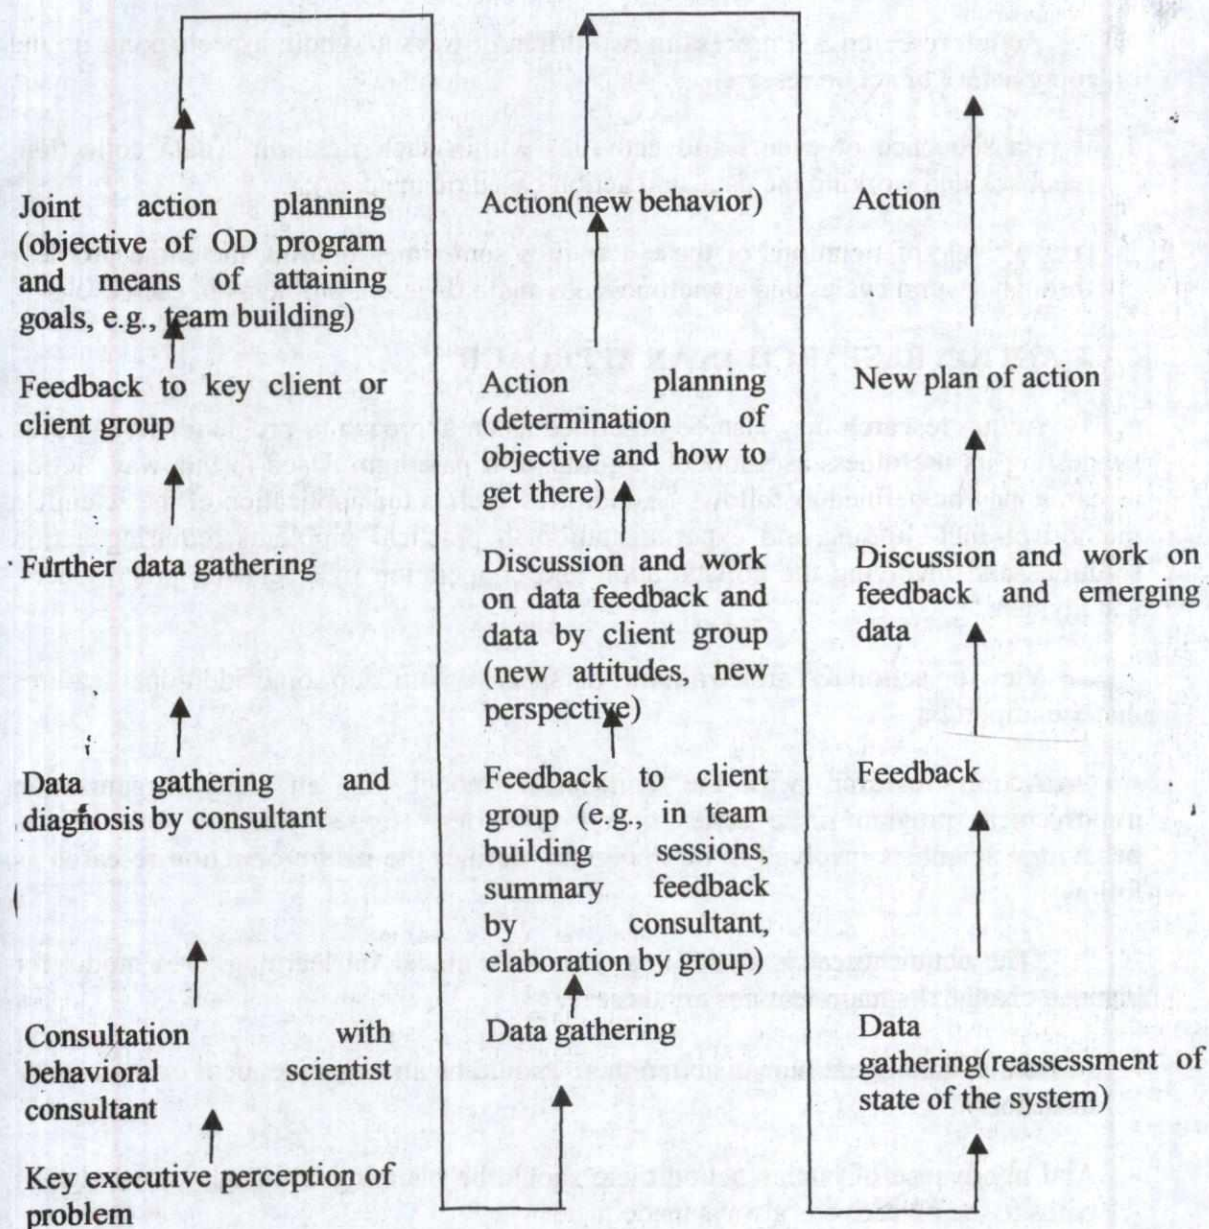 Joint action planning
(objective of OD program
and means of attaining
goals, e.g., team building)
Feedback to key client or
client group
Further data gathering
Data gathering and
diagnosis by consultant
Consultation with
behavioral scientist
consultant
Key executive perception of
problem
Action(new behavior)
Action planning
(determination of
objective and how to
get there)
Discussion and work
on data feedback and
data by client group
(new attitudes, new
perspective)
Feedback to client
group (e.g., in team
building sessions,
summary feedback
by consultant,
elaboration by group)
Data gathering
Action
New plan of action
Discussion and work on
feedback and emerging
data
Feedback
Data
gathering(reassessment of
state of the system)